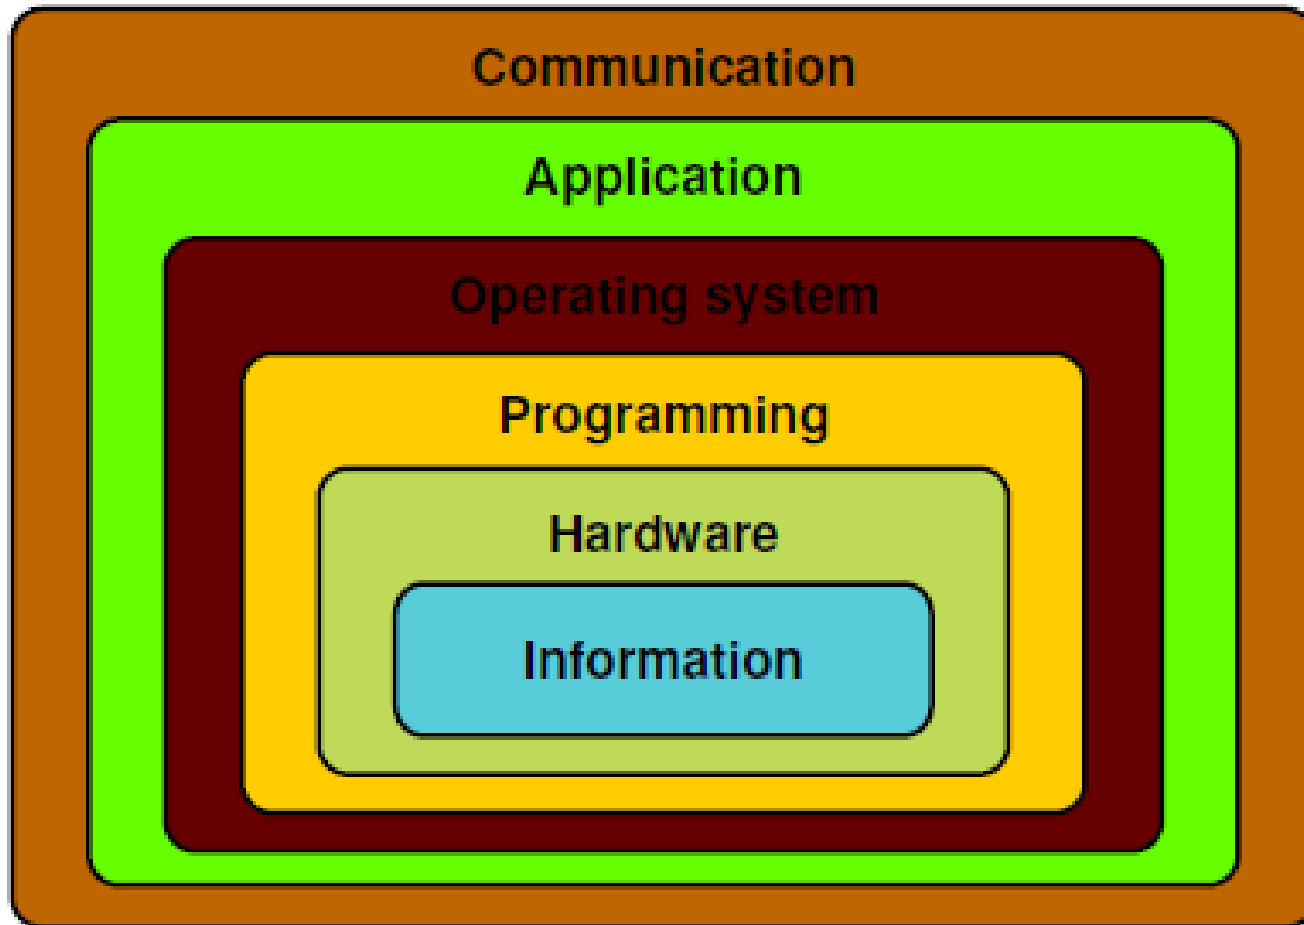 Communication
Application
Operating system
Programming
Hardware
Information